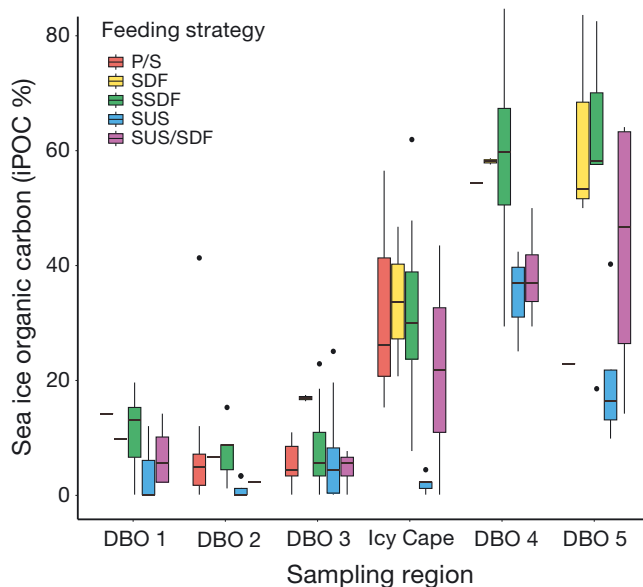 Feeding strategy
P/S
SDF
SSDF
SUS
SUS/SDF
Sea ice organic carbon (iPOC %)
80
60
40
20
0
DBO 1 DBO 2 DBO 3 Icy Cape DBO 4 DBO 5
Sampling region